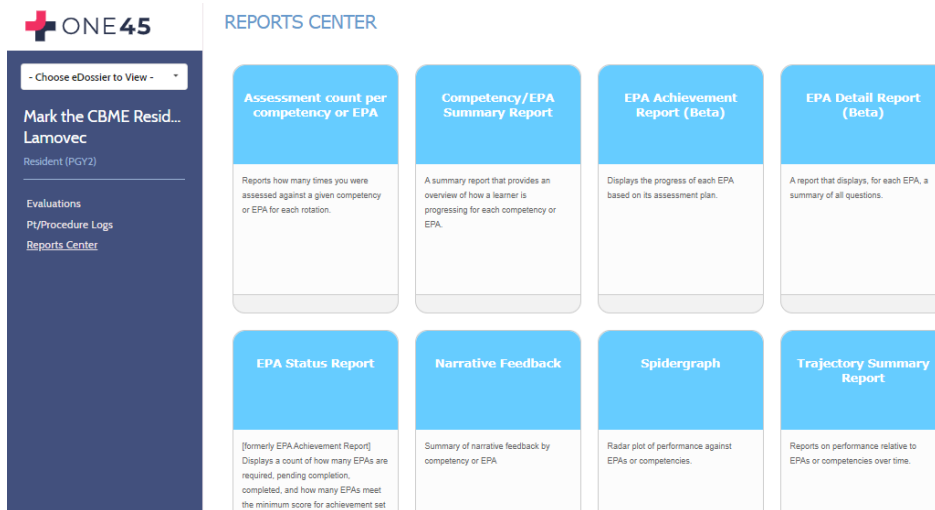 ONE45
REPORTS CENTER
- Choose eDossier to View -
Mark the CBME Resid...
Lamovec
Resident (PGY2)
Evaluations
Pt/Procedure Logs
Reports Center
Assessment count per
competency or EPA
Reports how many times you were
assessed against a given competency
or EPA for each rotation.
Competency/EPA
Summary Report
A summary report that provides an
overview of how a learner is
progressing for each competency or
EPA.
EPA Achievement
Report (Beta)
Displays the progress of each EPA
based on its assessment plan.
EPA Detail Report
(Beta)
A report that displays, for each EPA, a
summary of all questions.
EPA Status Report
[formerly EPA Achievement Report]
Displays a count of how many EPAs are
required, pending completion,
completed, and how many EPAs meet
the minimum score for achievement set
Narrative Feedback
Summary of narrative feedback by
competency or EPA
Spidergraph
Radar plot of performance against
EPAs or competencies.
Trajectory Summary
Report
Reports on performance relative to
EPAs or competencies over time.